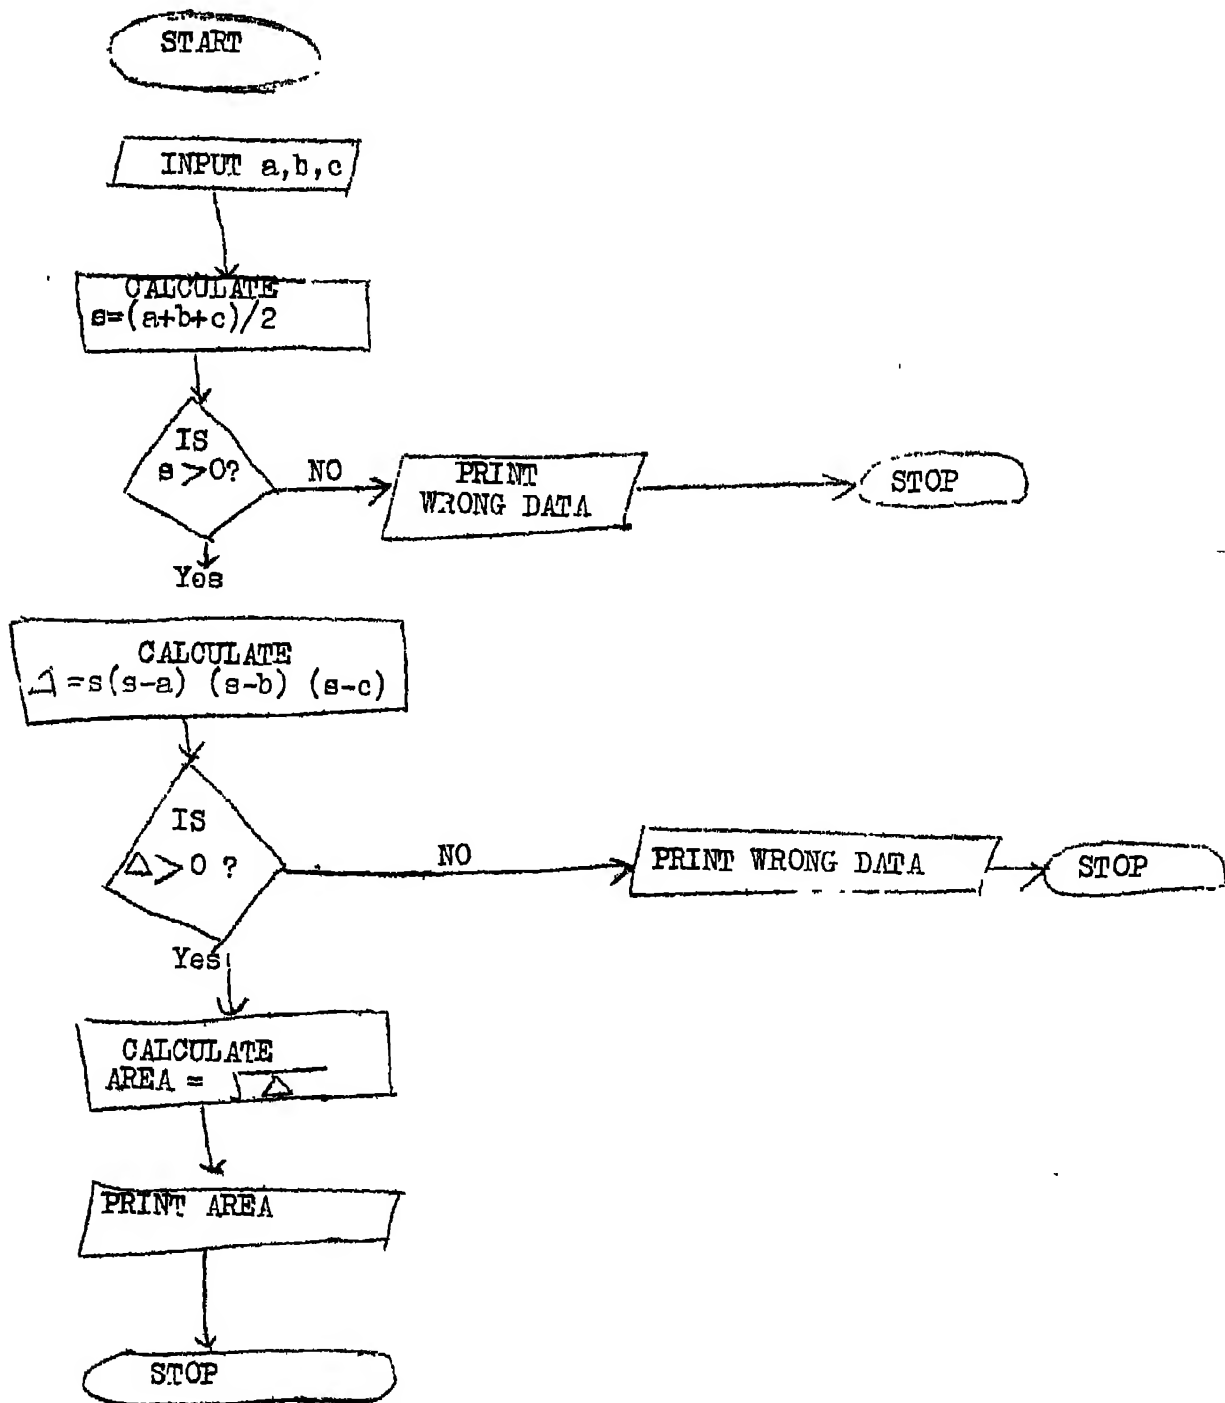 START
INPUT a,b,c
CALCULATE
s=(a+b+c)/2
IS
s>0?
NO
PRINT
WRONG DATA
STOP
Yes
CALCULATE
Δ=s(s-a) (s-b) (s-c)
IS
Δ>0 ?
NO
PRINT WRONG DATA
STOP
Yes
CALCULATE
AREA = √Δ
PRINT AREA
STOP